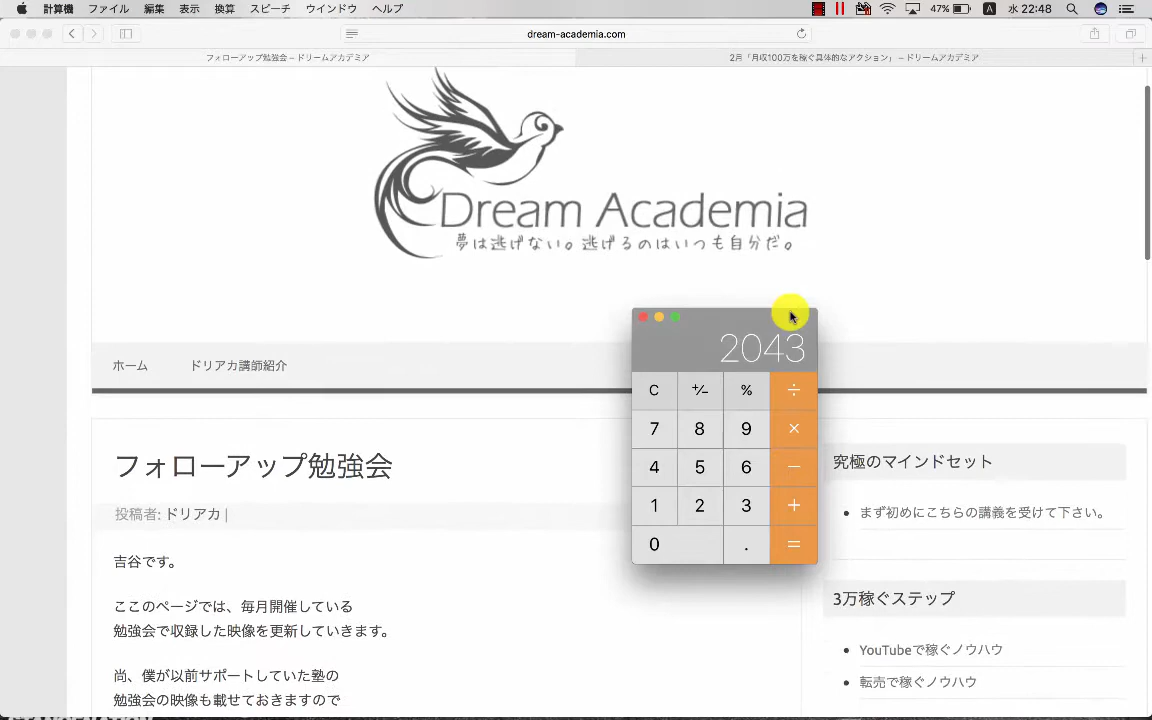 計算機 ファイル 編集 表示 換算 スピーチ ウインドウ ヘルプ 47% A 水 22:48
dream-academia.com
フォローアップ勉強会 – ドリームアカデミア 2月「月収100万を稼ぐ具体的なアクション」 – ドリームアカデミア
Dream Academia
夢は逃げない。逃げるのはいつも自分だ。
ホーム ドリアカ講師紹介
2043
C +/− % ÷
7 8 9 ×
4 5 6 −
1 2 3 +
0 . =
フォローアップ勉強会
投稿者: ドリアカ |
吉谷です。
ここのページでは、毎月開催している
勉強会で収録した映像を更新していきます。
尚、僕が以前サポートしていた塾の
勉強会の映像も載せておきますので
究極のマインドセット
まず初めにこちらの講義を受けて下さい。
3万稼ぐステップ
YouTubeで稼ぐノウハウ
転売で稼ぐノウハウ